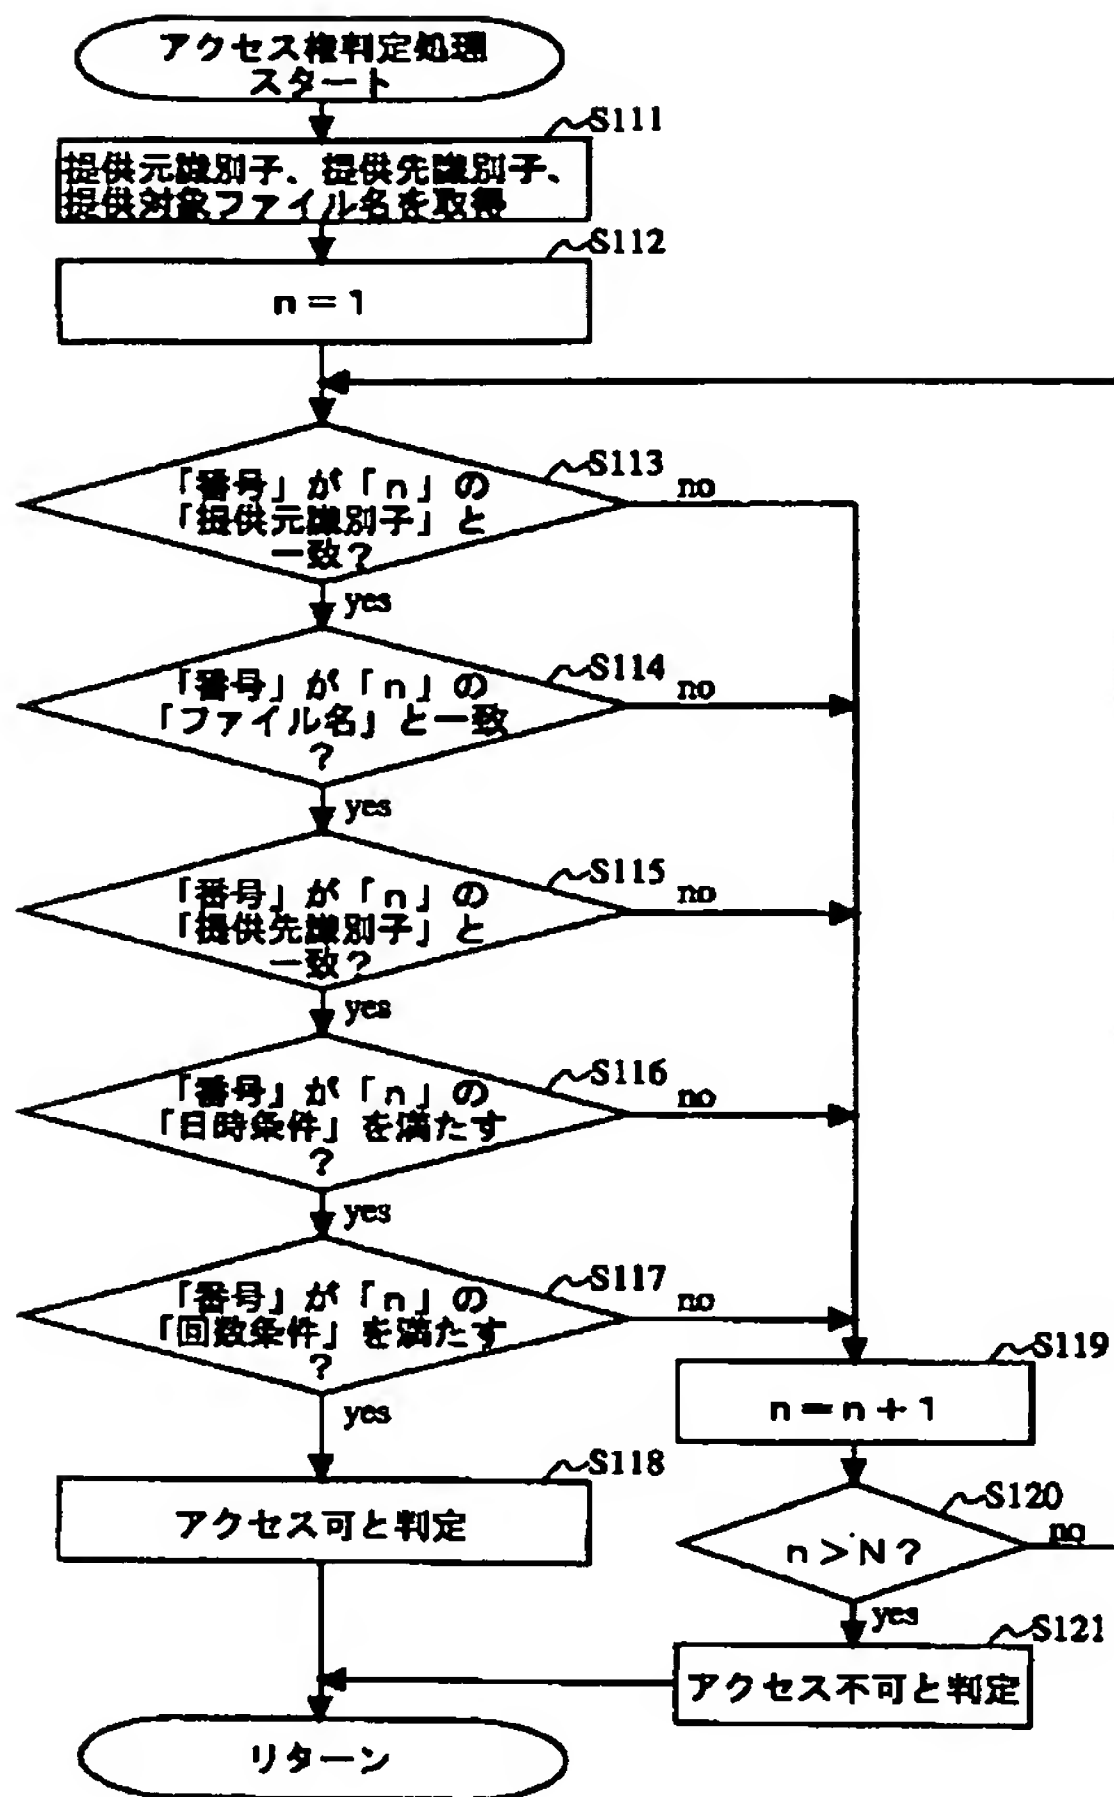 アクセス権判定処理
スタート
S111
提供元識別子、提供先識別子、
提供対象ファイル名を取得
S112
n=1
S113
「番号」が「n」の
「提供元識別子」と
一致?
no
yes
S114
「番号」が「n」の
「ファイル名」と一致
?
no
yes
S115
「番号」が「n」の
「提供先識別子」と
一致?
no
yes
S116
「番号」が「n」の
「日時条件」を満たす
?
no
yes
S117
「番号」が「n」の
「回数条件」を満たす
?
no
yes
S119
n=n+1
S118
アクセス可と判定
S120
n>N?
no
yes
S121
アクセス不可と判定
リターン